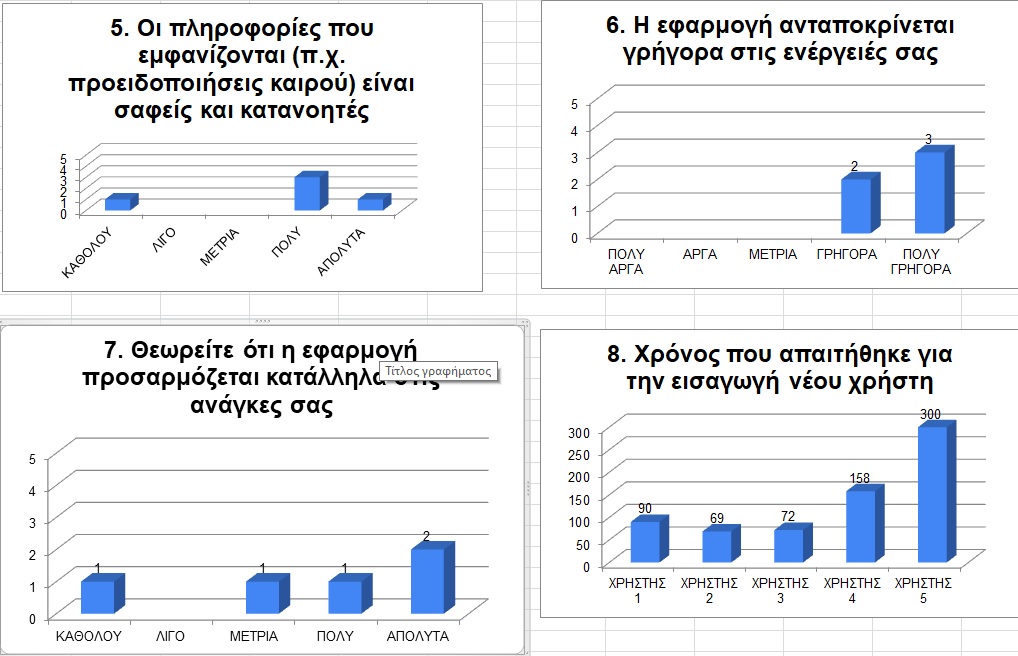 5. Οι πληροφορίες που
εμφανίζονται (π.χ.
προειδοποιήσεις καιρού) είναι
σαφείς και κατανοητές
5
4
3
2
1
0
ΚΑΘΟΛΟΥ
ΛΙΓΟ
ΜΕΤΡΙΑ
ΠΟΛΥ
ΑΠΟΛΥΤΑ
6. Η εφαρμογή ανταποκρίνεται
γρήγορα στις ενέργειές σας
5
4
3
2
1
0
2
3
ΠΟΛΥ ΑΡΓΑ
ΑΡΓΑ
ΜΕΤΡΙΑ
ΓΡΗΓΟΡΑ
ΠΟΛΥ ΓΡΗΓΟΡΑ
7. Θεωρείτε ότι η εφαρμογή
προσαρμόζεται κατάλληλα
Τίτλος γραφήματος
ανάγκες σας
5
4
3
2
1
0
1
1
1
2
ΚΑΘΟΛΟΥ
ΛΙΓΟ
ΜΕΤΡΙΑ
ΠΟΛΥ
ΑΠΟΛΥΤΑ
8. Χρόνος που απαιτήθηκε για
την εισαγωγή νέου χρήστη
300
250
200
150
100
50
0
90
69
72
158
300
ΧΡΗΣΤΗΣ 1
ΧΡΗΣΤΗΣ 2
ΧΡΗΣΤΗΣ 3
ΧΡΗΣΤΗΣ 4
ΧΡΗΣΤΗΣ 5